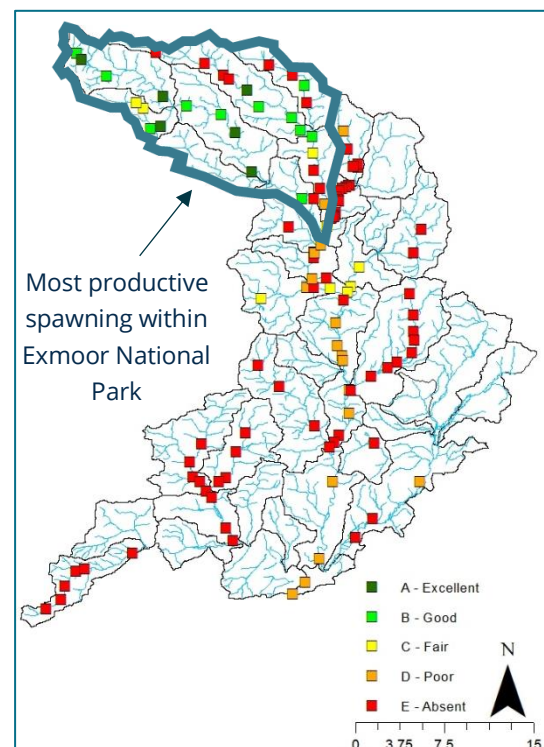 Most productive
spawning within
Exmoor National
Park
A - Excellent
B - Good
C - Fair
D - Poor
E - Absent
N
0 3.75 7.5 15